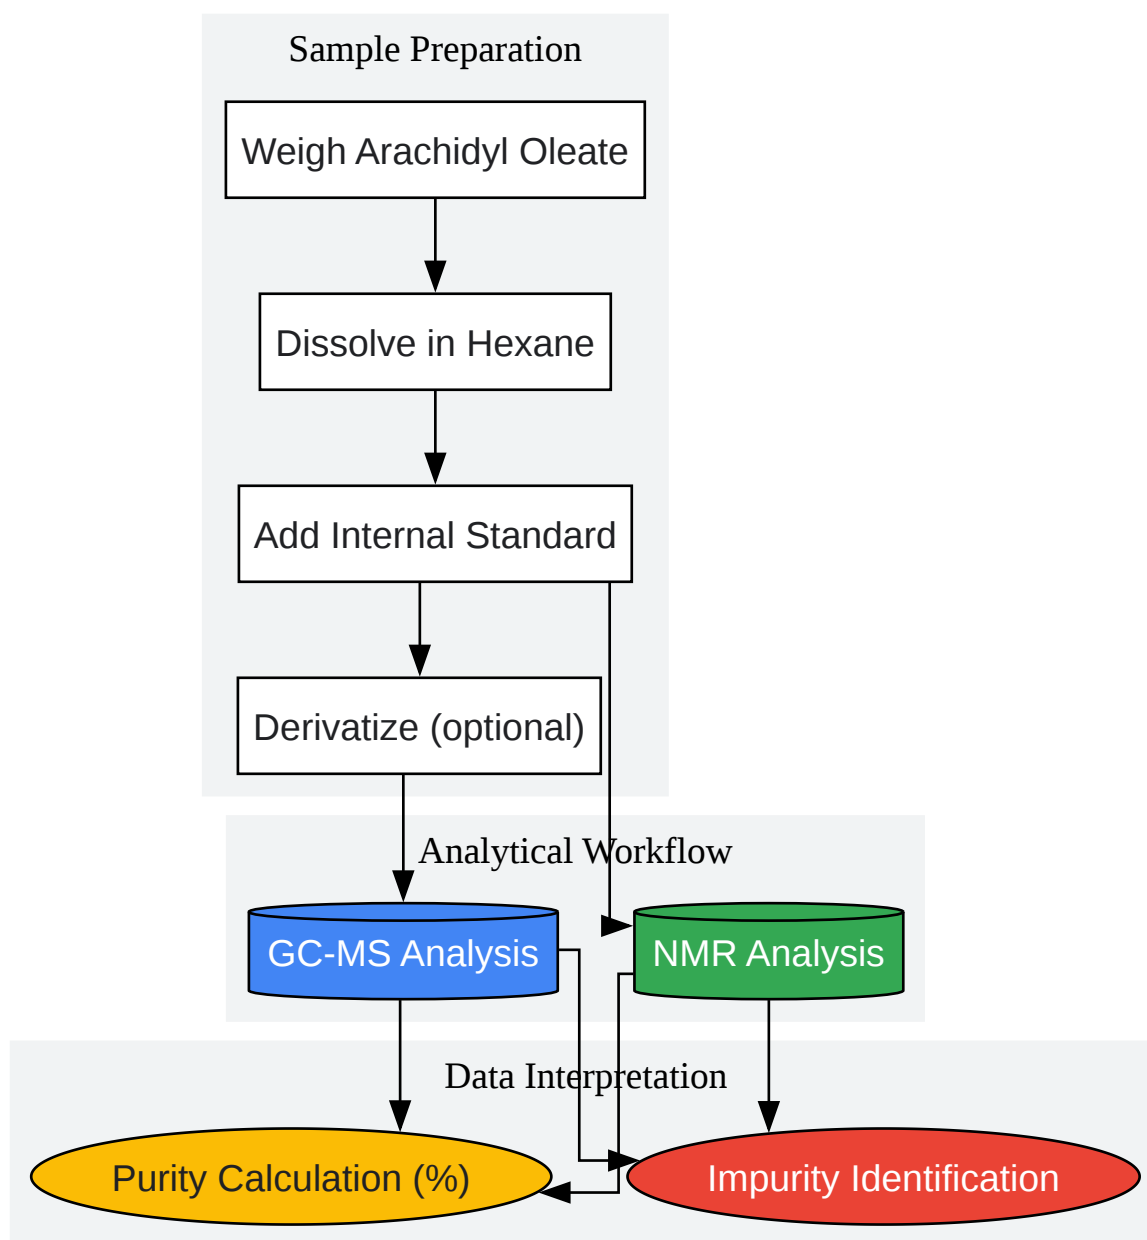 Sample Preparation
Weigh Arachidyl Oleate
Dissolve in Hexane
Add Internal Standard
Derivatize (optional)
Analytical Workflow
GC-MS Analysis
NMR Analysis
Data Interpretation
Purity Calculation (%)
Impurity Identification